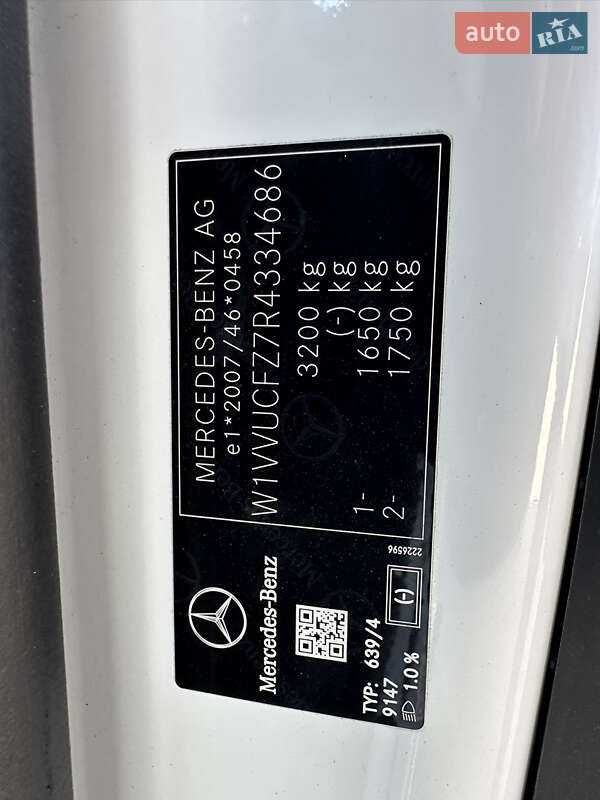 auto RIA
.com
MERCEDES-BENZ AG
e1*2007/46*0458
W1VVUCFZ7R4334686
3200 kg
(-) kg
1- 1650 kg
2- 1750 kg
Mercedes-Benz
TYP: 639/4
9147
1.0 %
(-)
2226596